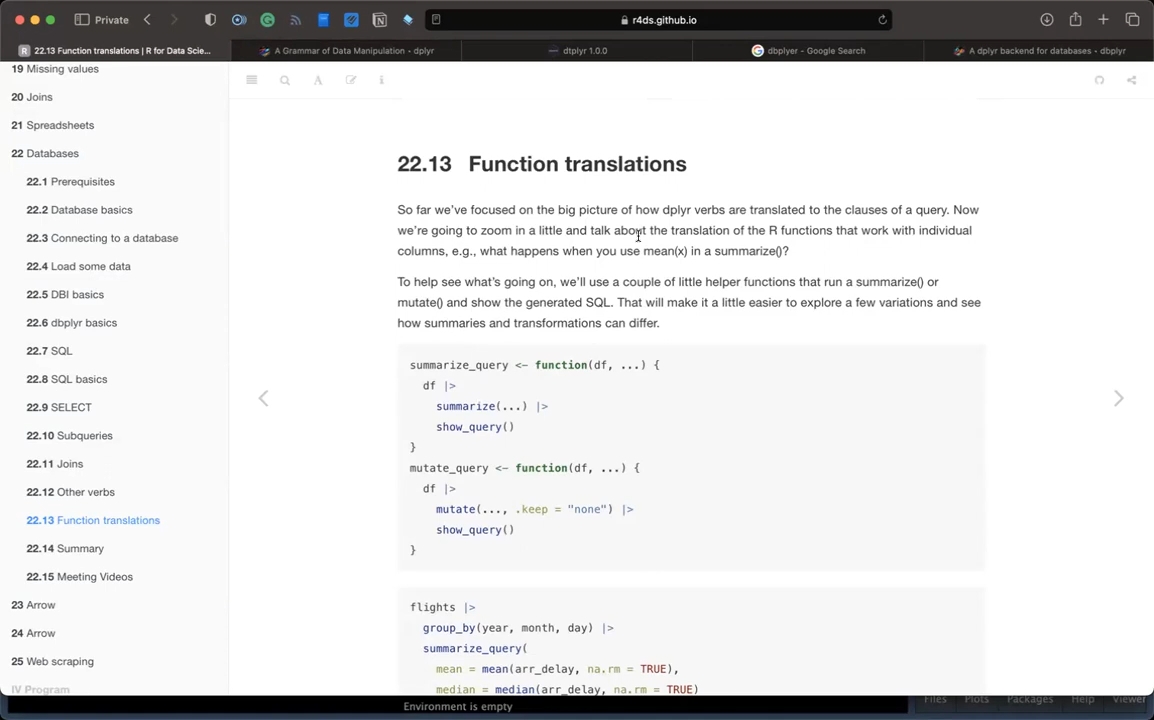 Private
r4ds.github.io
22.13 Function translations | R for Data Scie...
A Grammar of Data Manipulation • dplyr
dtplyr 1.0.0
dbplyer - Google Search
A dplyr backend for databases • dbplyr
19 Missing values
20 Joins
21 Spreadsheets
22 Databases
22.1 Prerequisites
22.2 Database basics
22.3 Connecting to a database
22.4 Load some data
22.5 DBI basics
22.6 dbplyr basics
22.7 SQL
22.8 SQL basics
22.9 SELECT
22.10 Subqueries
22.11 Joins
22.12 Other verbs
22.13 Function translations
22.14 Summary
22.15 Meeting Videos
23 Arrow
24 Arrow
25 Web scraping
IV Program
22.13 Function translations
So far we've focused on the big picture of how dplyr verbs are translated to the clauses of a query. Now
we're going to zoom in a little and talk about the translation of the R functions that work with individual
columns, e.g., what happens when you use mean(x) in a summarize()?
To help see what's going on, we'll use a couple of little helper functions that run a summarize() or
mutate() and show the generated SQL. That will make it a little easier to explore a few variations and see
how summaries and transformations can differ.
summarize_query <- function(df, ...) {
df |>
summarize(...) |>
show_query()
}
mutate_query <- function(df, ...) {
df |>
mutate(..., .keep = "none") |>
show_query()
}
flights |>
group_by(year, month, day) |>
summarize_query(
mean = mean(arr_delay, na.rm = TRUE),
median = median(arr_delay, na.rm = TRUE)
Environment is empty
Files Plots Packages Help Viewer